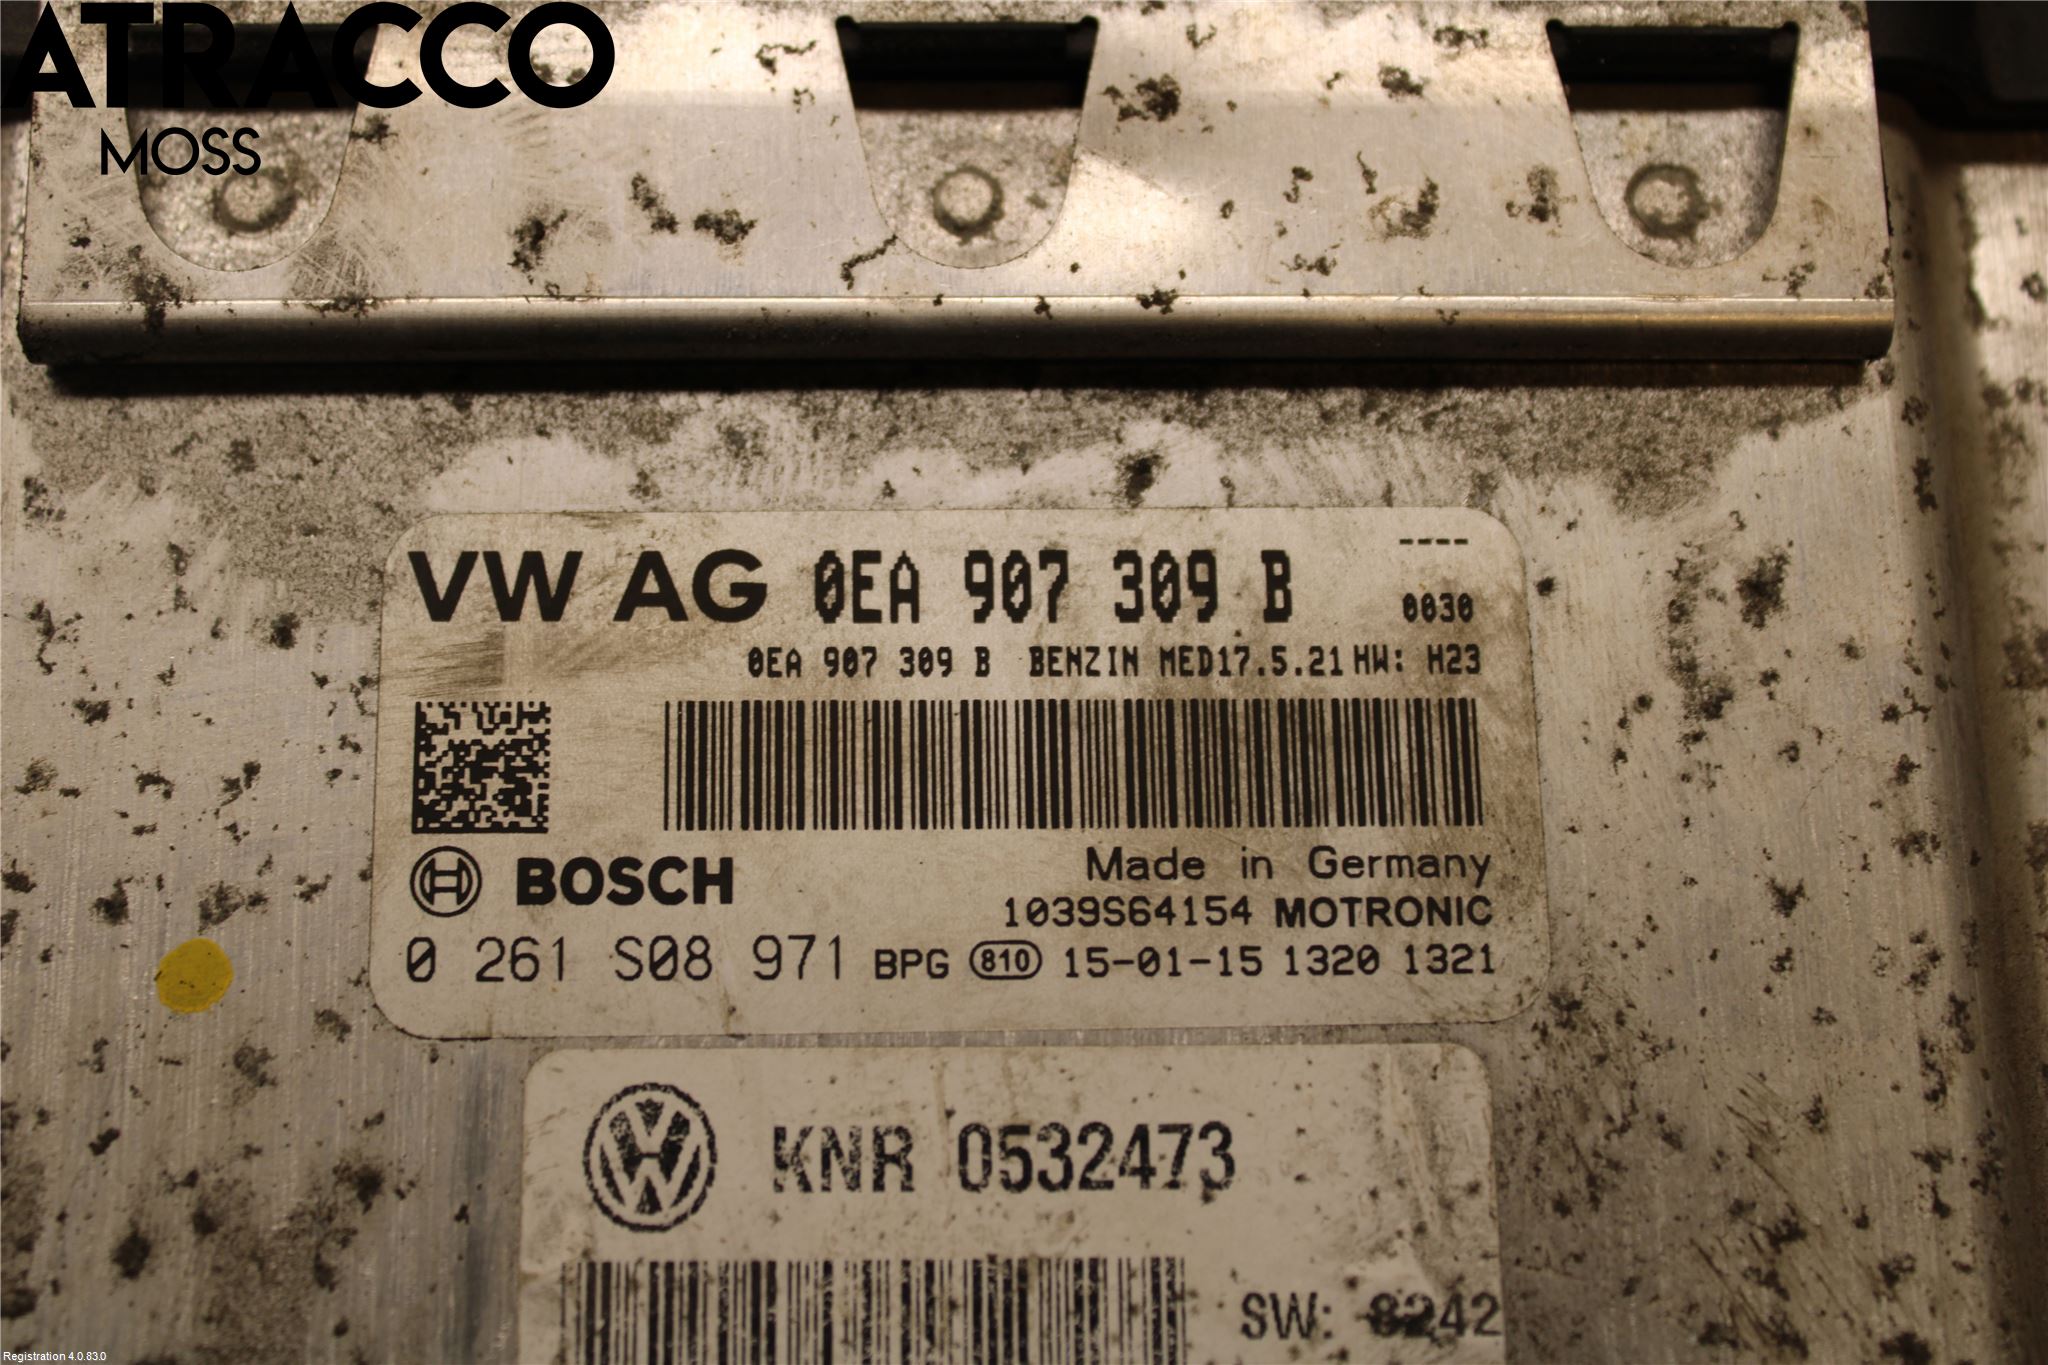 ATRACCO
MOSS
----
VW AG 0EA 907 309 B 0030
0EA 907 309 B BENZIN MED17.5.21 HW: H23
BOSCH Made in Germany
1039S64154 MOTRONIC
0 261 S08 971 BPG 810 15-01-15 1320 1321
KNR 0532473
SW: 8242
Registration 4.0.83.0